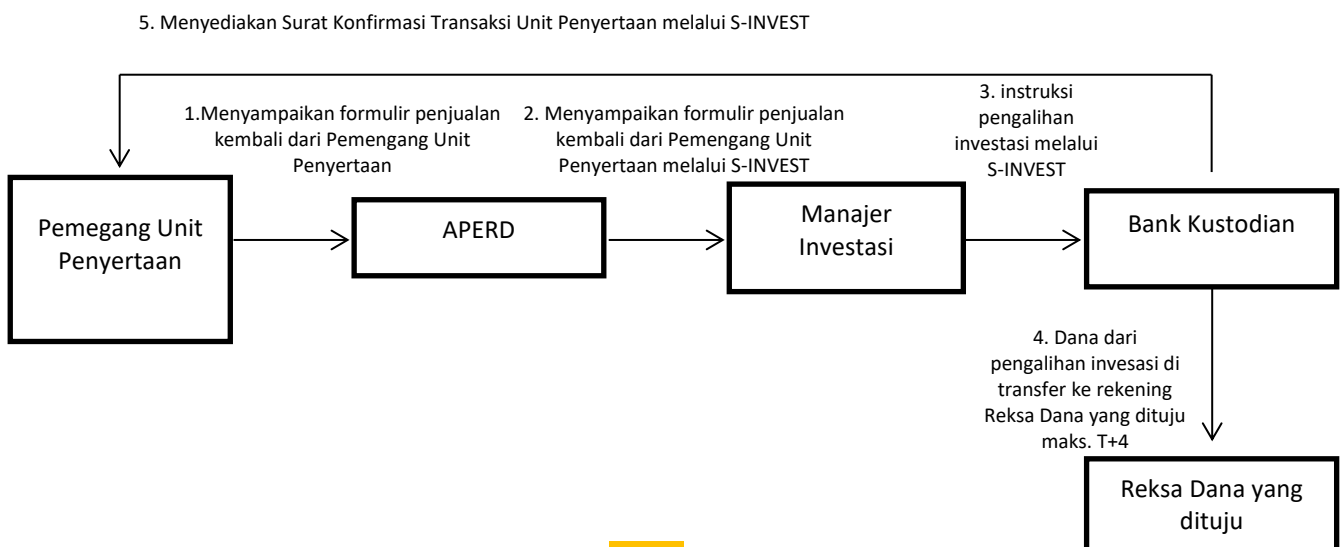 5. Menyediakan Surat Konfirmasi Transaksi Unit Penyertaan melalui S-INVEST
1.Menyampaikan formulir penjualan
kembali dari Pemengang Unit
Penyertaan
2. Menyampaikan formulir penjualan
kembali dari Pemengang Unit
Penyertaan melalui S-INVEST
3. instruksi
pengalihan
investasi melalui
S-INVEST
Pemegang Unit
Penyertaan
APERD
Manajer
Investasi
Bank Kustodian
4. Dana dari
pengalihan invesasi di
transfer ke rekening
Reksa Dana yang dituju
maks. T+4
Reksa Dana yang
dituju